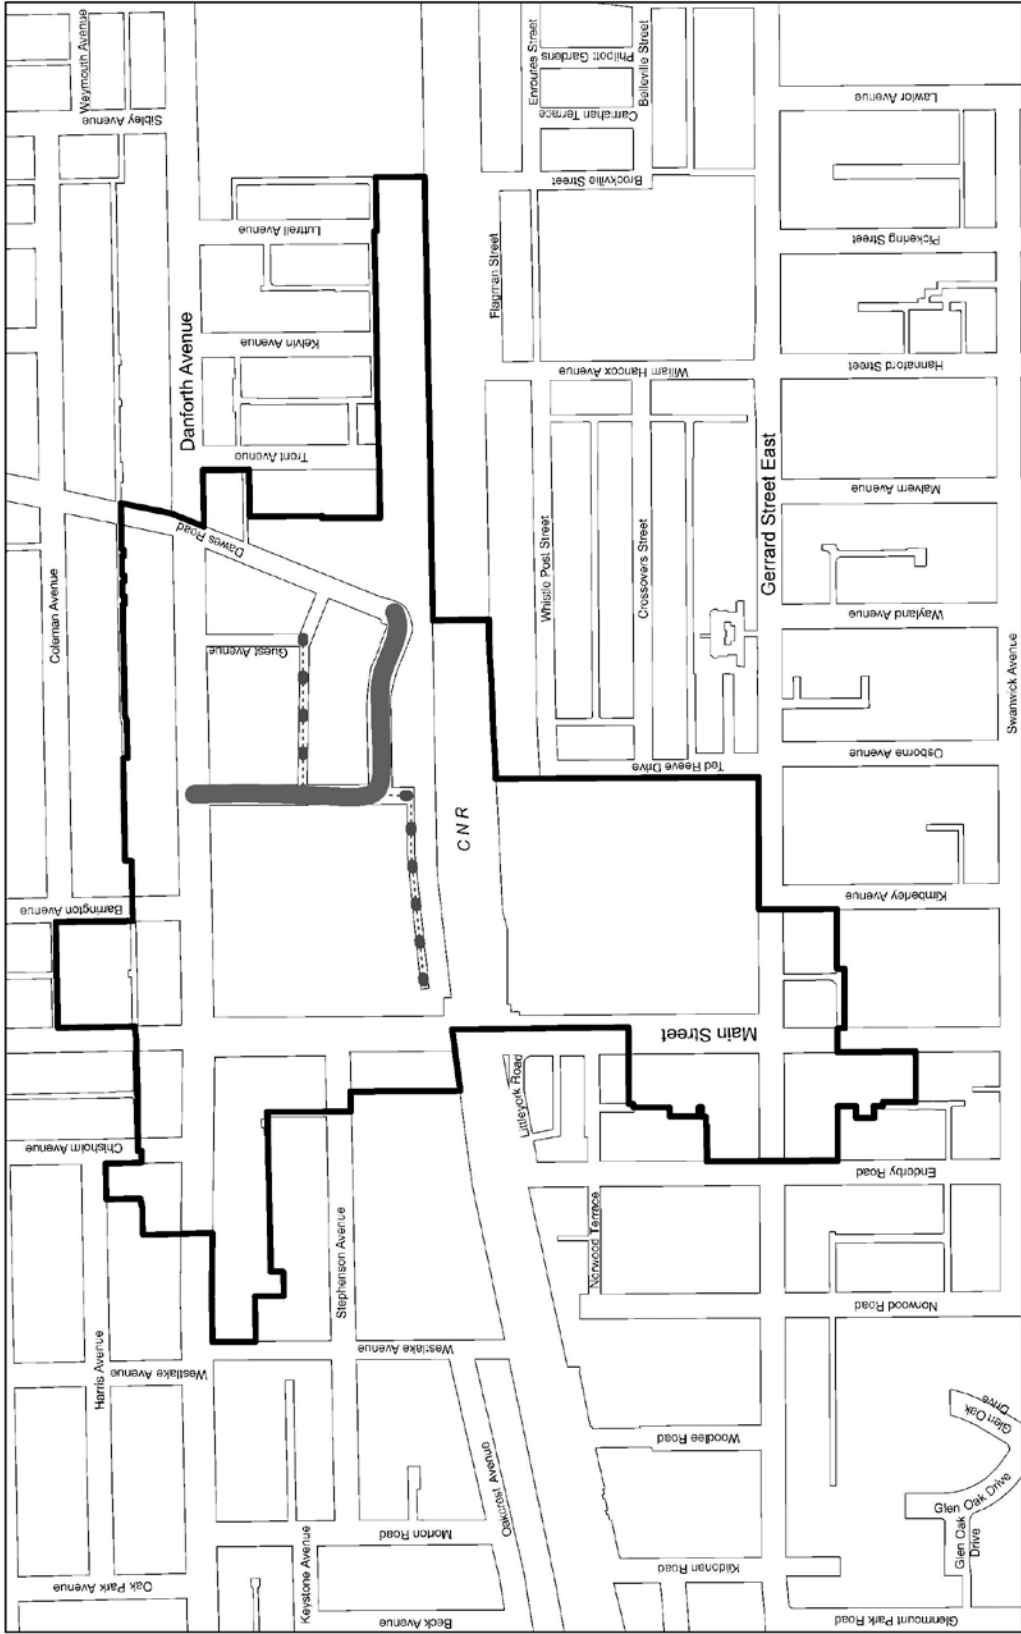 Weymouth Avenue
Sibley Avenue
Enroutes Street
Philpott Gardens
Belleville Street
Carnahan Terrace
Lawlor Avenue
Brockville Street
Luttrell Avenue
Flagman Street
Pickering Street
Danforth Avenue
Kelvin Avenue
William Hancox Avenue
Hannaford Street
Trent Avenue
Gerrard Street East
Malvern Avenue
Dawes Road
Whistle Post Street
Crossovers Street
Coleman Avenue
Guest Avenue
Wayland Avenue
Swanwick Avenue
Ted Reeve Drive
Osborne Avenue
CNR
Barrington Avenue
Kimberley Avenue
Main Street
Littleyork Road
Chisholm Avenue
Enderby Road
Stephenson Avenue
Norwood Terrace
Norwood Road
Harris Avenue
Westlake Avenue
Westlake Avenue
Glen Oak
Drive
Woodlee Road
Oakcrest Avenue
Glen Oak Drive
Morton Road
Glen Oak
Drive
Keystone Avenue
Kildonan Road
Oak Park Avenue
Beck Avenue
Glenmount Park Road